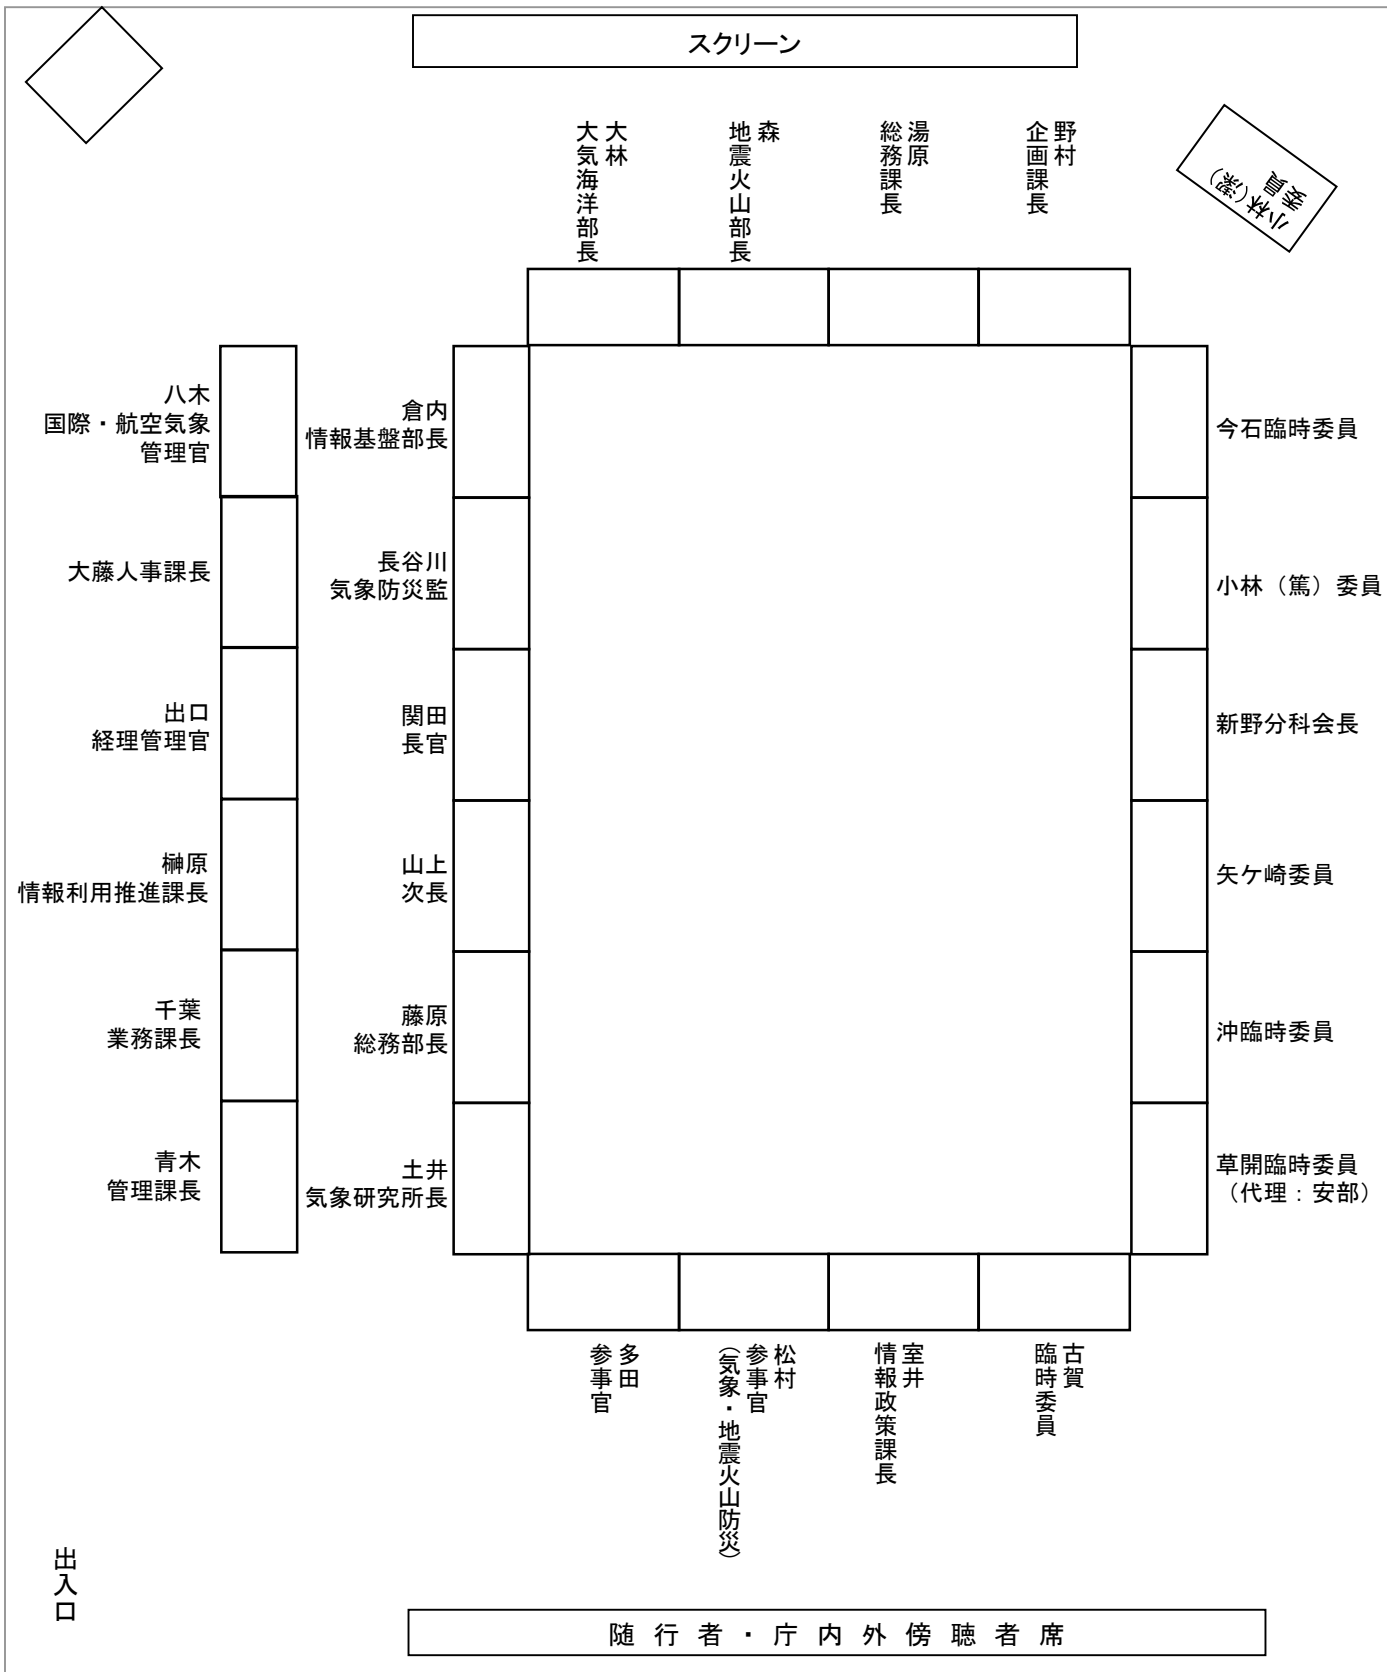 スクリーン
大林
大気海洋部長
森
地震火山部長
湯原
総務課長
野村
企画課長
小林(潔)
委員
八木
国際・航空気象
管理官
大藤人事課長
出口
経理管理官
榊原
情報利用推進課長
千葉
業務課長
青木
管理課長
倉内
情報基盤部長
長谷川
気象防災監
関田
長官
山上
次長
藤原
総務部長
土井
気象研究所長
今石臨時委員
小林（篤）委員
新野分科会長
矢ケ崎委員
沖臨時委員
草開臨時委員
（代理：安部）
多田
参事官
松村
参事官
（気象・地震火山防災）
室井
情報政策課長
古賀
臨時委員
出入口
随行者・庁内外傍聴者席